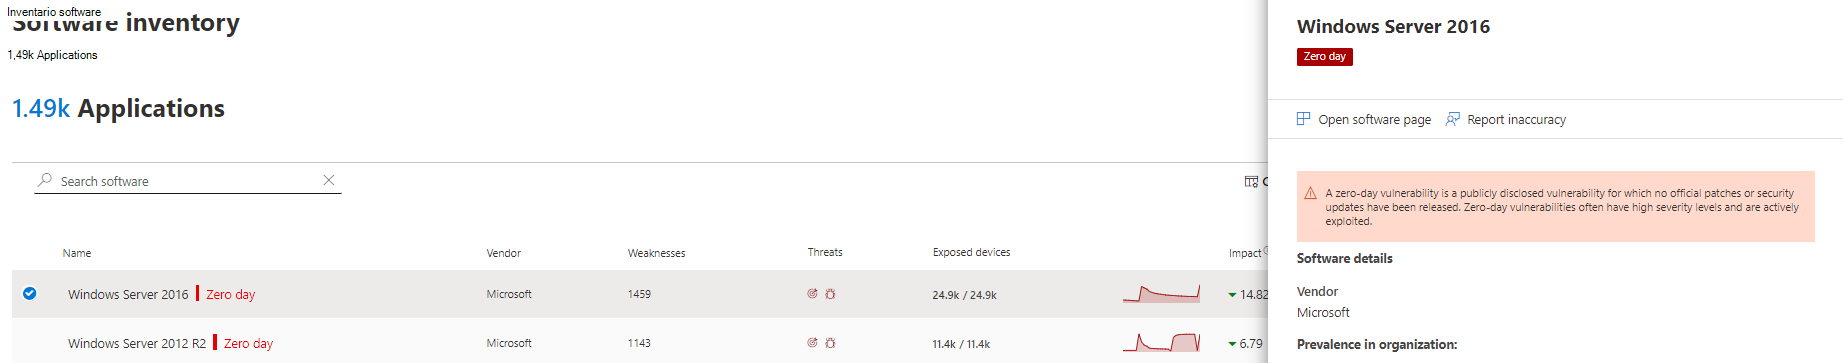 Inventario software
Software inventory
1,49k Applications
1.49k Applications
Search software
Name Vendor Weaknesses Threats Exposed devices Impact
Windows Server 2016 Zero day Microsoft 1459 24.9k / 24.9k 14.82
Windows Server 2012 R2 Zero day Microsoft 1143 11.4k / 11.4k 6.79
Windows Server 2016
Zero day
Open software page Report inaccuracy
A zero-day vulnerability is a publicly disclosed vulnerability for which no official patches or security
updates have been released. Zero-day vulnerabilities often have high severity levels and are actively
exploited.
Software details
Vendor
Microsoft
Prevalence in organization: